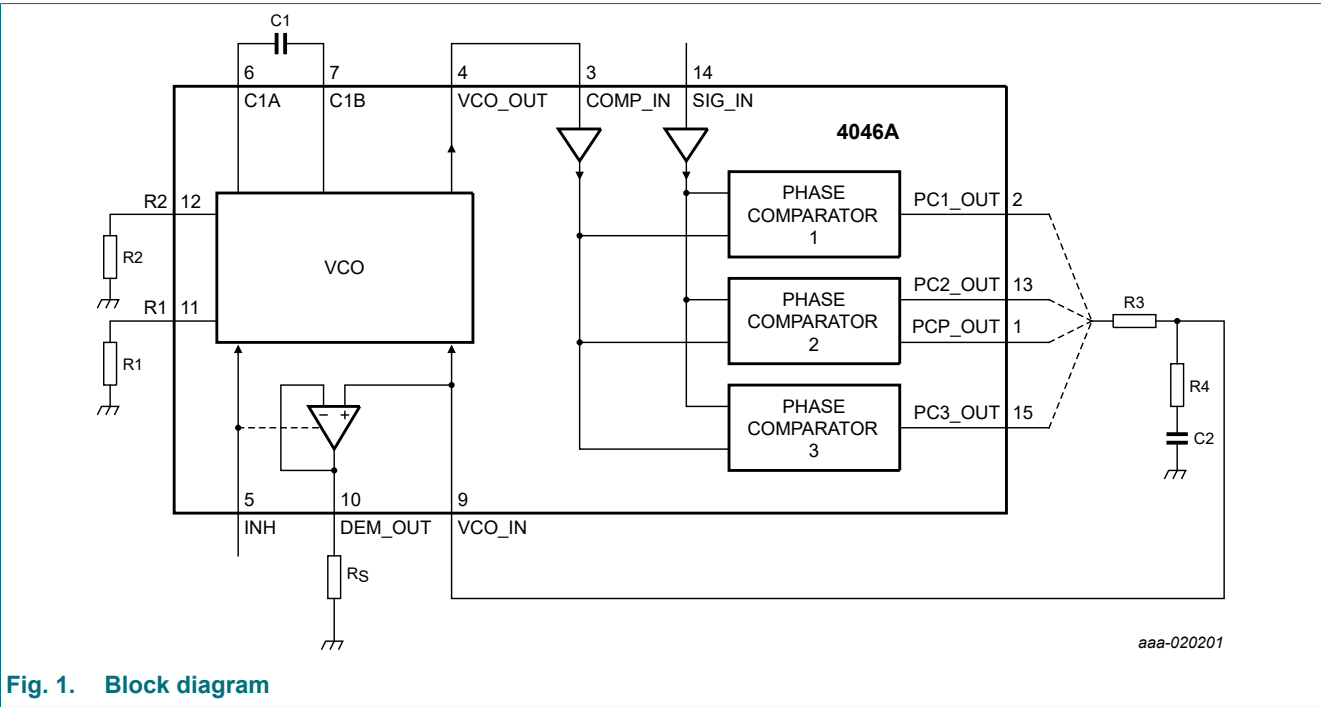 C1
6 7 4 3 14
C1A C1B VCO_OUT COMP_IN SIG_IN
4046A
R2 12
R2
R1 11
R1
VCO
PHASE
COMPARATOR
1
PC1_OUT 2
PHASE
COMPARATOR
2
PC2_OUT 13
PCP_OUT 1
PHASE
COMPARATOR
3
PC3_OUT 15
R3
R4
C2
− +
5 10 9
INH DEM_OUT VCO_IN
RS
aaa-020201
Fig. 1. Block diagram